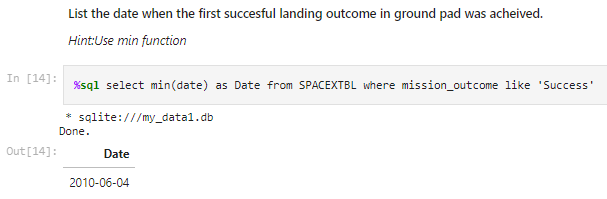 List the date when the first succesful landing outcome in ground pad was acheived.
Hint:Use min function
In [14]: %sql select min(date) as Date from SPACEXTBL where mission_outcome like 'Success'
* sqlite:///my_data1.db
Done.
Out[14]: Date
2010-06-04